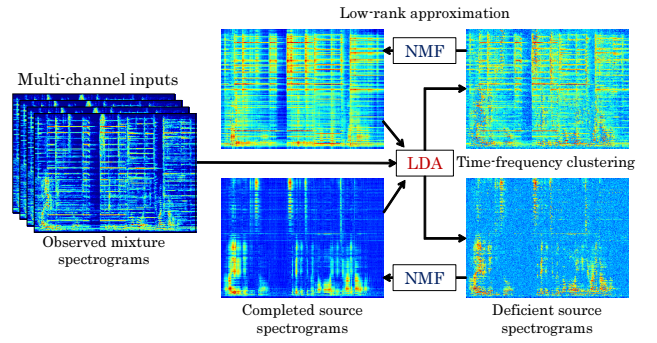 Low-rank approximation
NMF
Multi-channel inputs
LDA
Time-frequency clustering
Observed mixture
spectrograms
NMF
Completed source
spectrograms
Deficient source
spectrograms